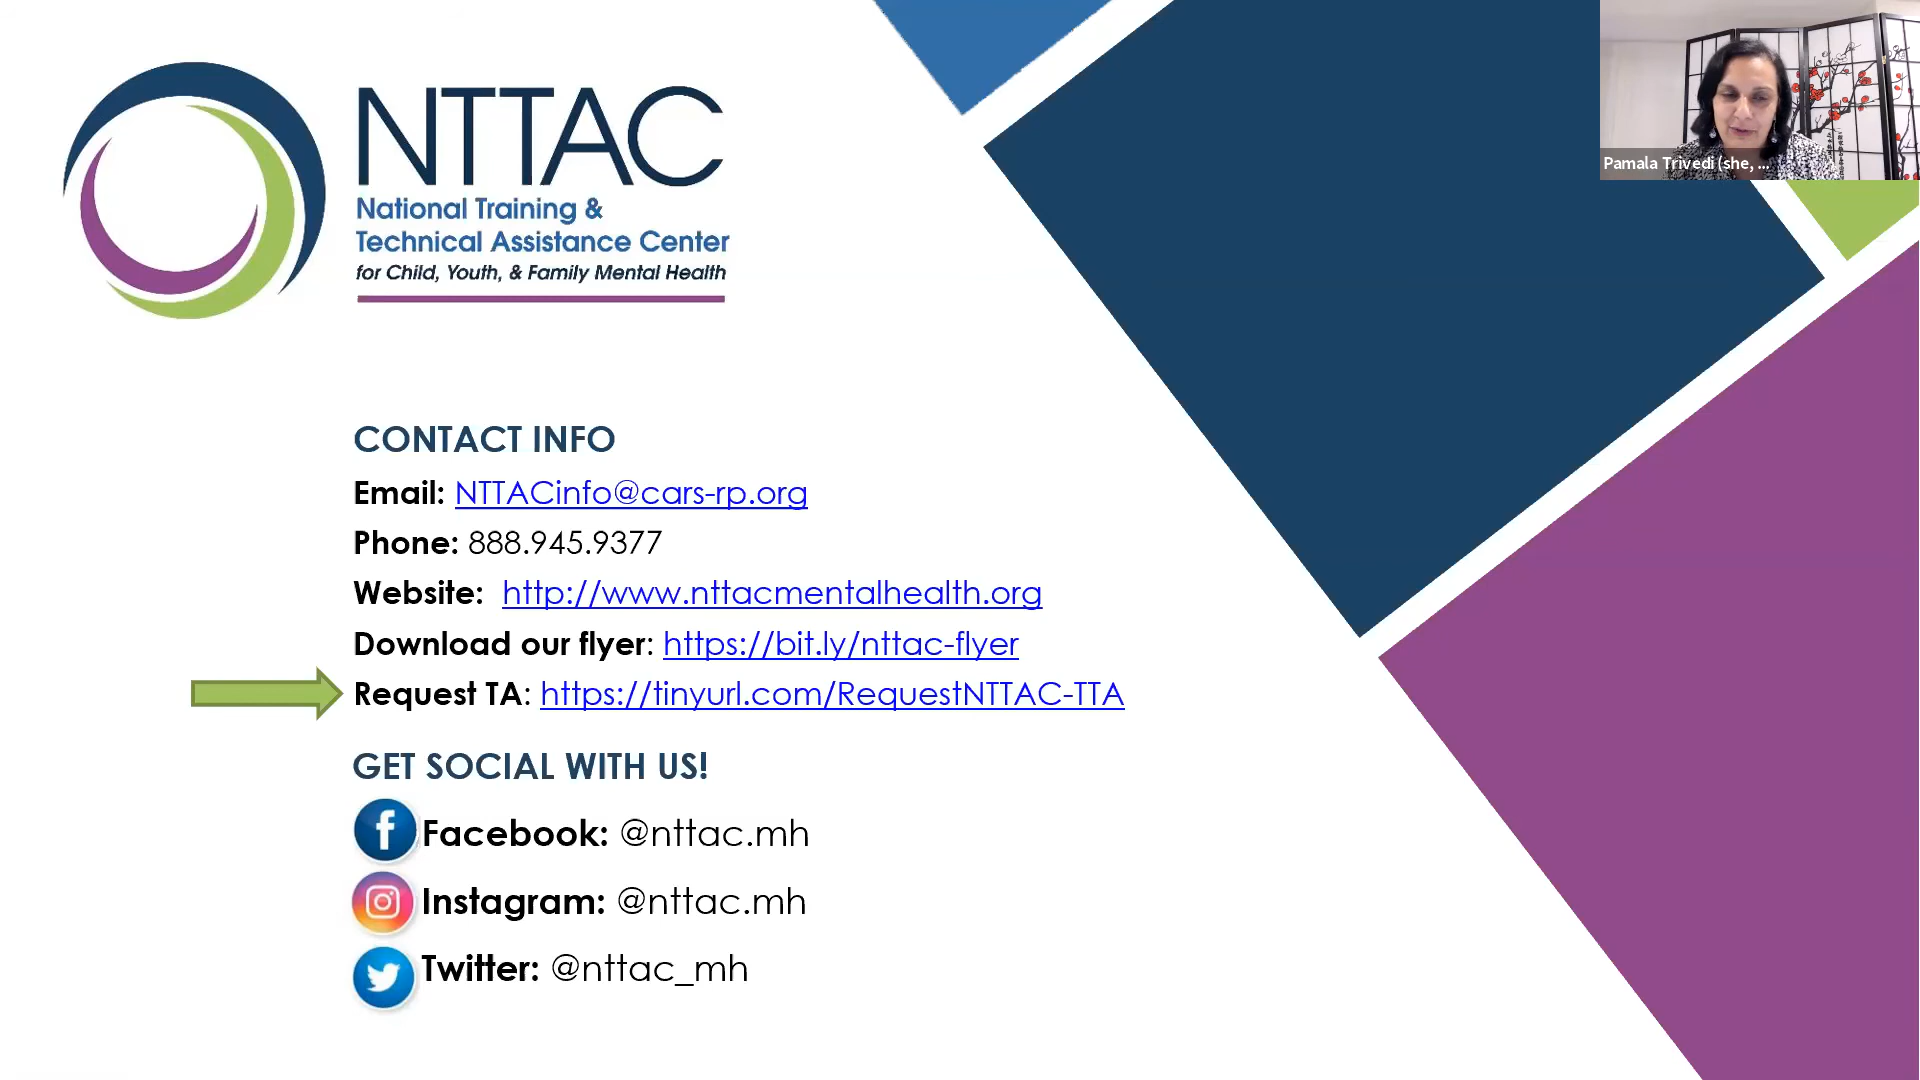 NTTAC
National Training &
Technical Assistance Center
for Child, Youth, & Family Mental Health
Pamala Trivedi (she, ...
CONTACT INFO
Email: NTTACinfo@cars-rp.org
Phone: 888.945.9377
Website: http://www.nttacmentalhealth.org
Download our flyer: https://bit.ly/nttac-flyer
Request TA: https://tinyurl.com/RequestNTTAC-TTA
GET SOCIAL WITH US!
Facebook: @nttac.mh
Instagram: @nttac.mh
Twitter: @nttac_mh